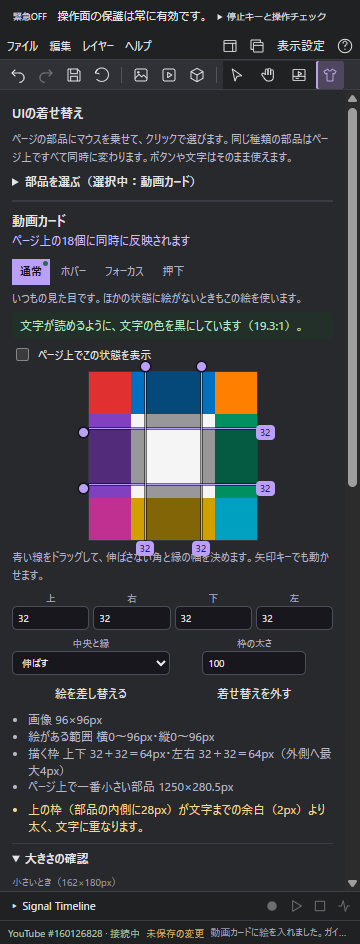 緊急OFF 操作面の保護は常に有効です。 ▶ 停止キーと操作チェック
ファイル 編集 レイヤー ヘルプ 表示設定
UIの着せ替え
ページの部品にマウスを乗せて、クリックで選びます。同じ種類の部品はペー
ジ上ですべて同時に変わります。ボタンや文字はそのまま使えます。
▶ 部品を選ぶ（選択中：動画カード）
動画カード
ページ上の18個に同時に反映されます
通常 ホバー フォーカス 押下
いつもの見た目です。ほかの状態に絵がないときもこの絵を使います。
文字が読めるように、文字の色を黒にしています（19.3:1）。
ページ上でこの状態を表示
32
32
32 32
青い線をドラッグして、伸ばさない角と縁の幅を決めます。矢印キーでも動か
せます。
上 右 下 左
32 32 32 32
中央と縁 枠の太さ
伸ばす 100
絵を差し替える 着せ替えを外す
• 画像 96×96px
• 絵がある範囲 横0〜96px・縦0〜96px
• 描く枠 上下 32＋32＝64px・左右 32＋32＝64px（外側へ最
大4px）
• ページ上で一番小さい部品 1250×280.5px
• 上の枠（部品の内側に28px）が文字までの余白（2px）より
太く、文字に重なります。
▼ 大きさの確認
小さいとき（162×180px）
▸ Signal Timeline
YouTube #160126828 · 接続中 未保存の変更 動画カードに絵を入れました。ガイ...